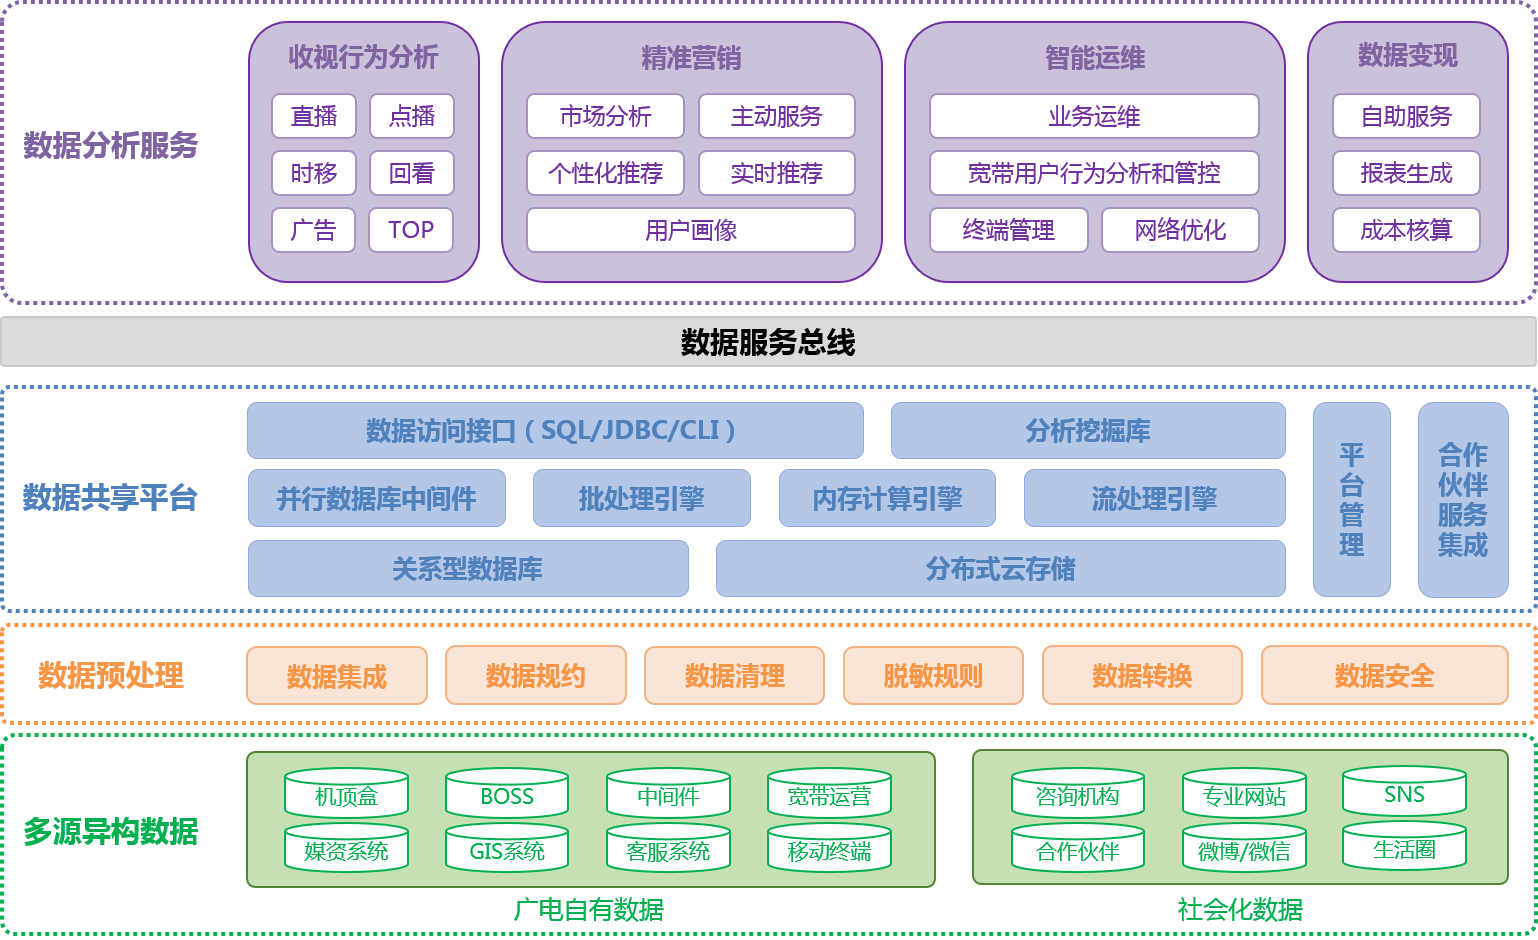 数据分析服务
收视行为分析
直播
点播
时移
回看
广告
TOP
精准营销
市场分析
主动服务
个性化推荐
实时推荐
用户画像
智能运维
业务运维
宽带用户行为分析和管控
终端管理
网络优化
数据变现
自助服务
报表生成
成本核算
数据服务总线
数据共享平台
数据访问接口（SQL/JDBC/CLI）
分析挖掘库
并行数据库中间件
批处理引擎
内存计算引擎
流处理引擎
关系型数据库
分布式云存储
平
台
管
理
合作
伙伴
服务
集成
数据预处理
数据集成
数据规约
数据清理
脱敏规则
数据转换
数据安全
多源异构数据
机顶盒
BOSS
中间件
宽带运营
媒资系统
GIS系统
客服系统
移动终端
广电自有数据
咨询机构
专业网站
SNS
合作伙伴
微博/微信
生活圈
社会化数据